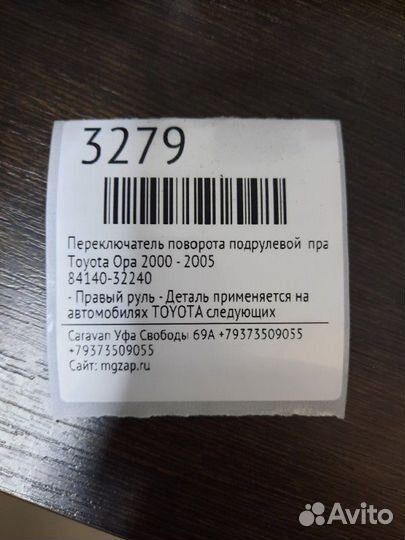 3279
Переключатель поворота подрулевой пра
Toyota Opa 2000 - 2005
84140-32240
- Правый руль - Деталь применяется на
автомобилях TOYOTA следующих
Caravan Уфа Свободы 69А +79373509055
+79373509055
Сайт: mgzap.ru
Avito